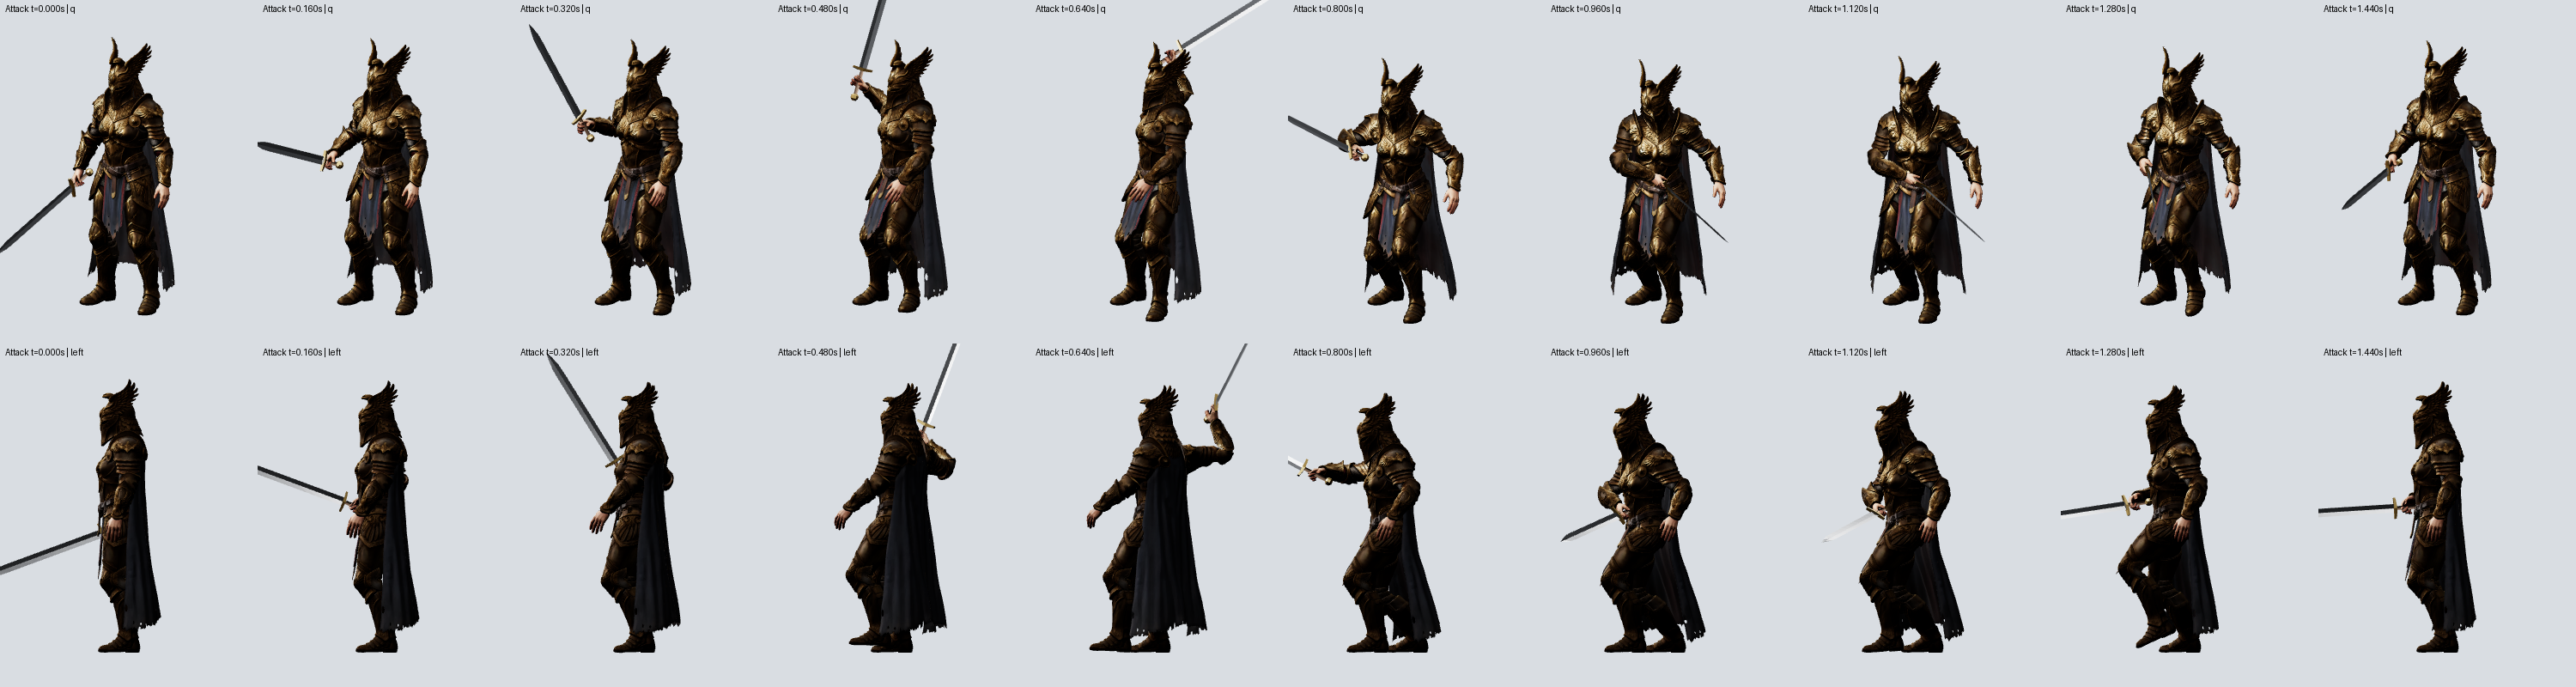 Attack t=0.000s | q
Attack t=0.160s | q
Attack t=0.320s | q
Attack t=0.480s | q
Attack t=0.640s | q
Attack t=0.800s | q
Attack t=0.960s | q
Attack t=1.120s | q
Attack t=1.280s | q
Attack t=1.440s | q
Attack t=0.000s | left
Attack t=0.160s | left
Attack t=0.320s | left
Attack t=0.480s | left
Attack t=0.640s | left
Attack t=0.800s | left
Attack t=0.960s | left
Attack t=1.120s | left
Attack t=1.280s | left
Attack t=1.440s | left